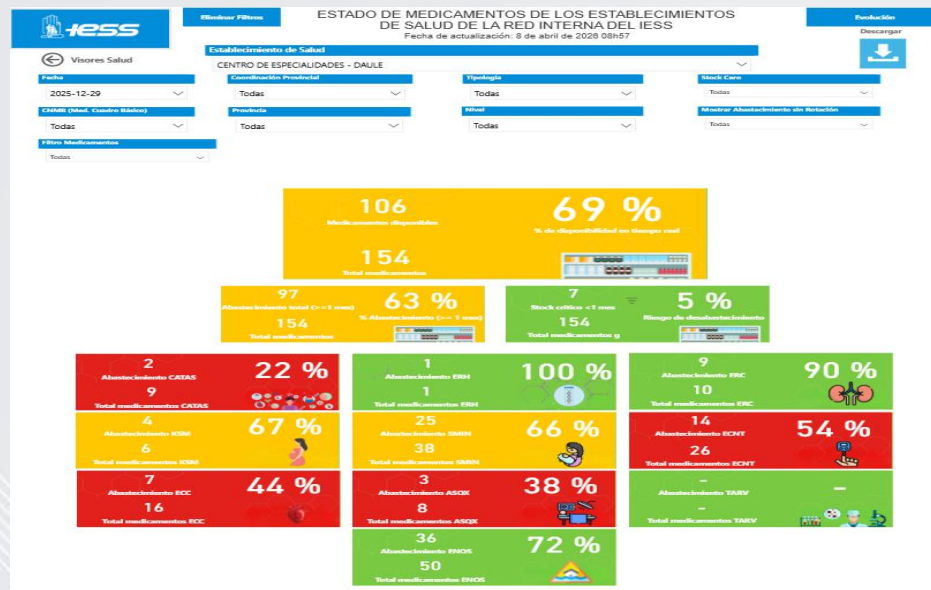 iess
Eliminar Filtros
ESTADO DE MEDICAMENTOS DE LOS ESTABLECIMIENTOS
DE SALUD DE LA RED INTERNA DEL IESS
Fecha de actualización: 8 de abril de 2026 08h57
Evolución
Descargar
Visores Salud
Establecimiento de Salud
CENTRO DE ESPECIALIDADES - DAULE
Fecha
Coordinación Provincial
Tipología
Stock Cero
2025-12-29
Todas
Todas
Todas
CNMB (Med. Cuadro Básico)
Provincia
Nivel
Mostrar Abastecimiento sin Rotación
Todas
Todas
Todas
Todas
Filtro Medicamentos
Todas
106
Medicamentos disponibles
69 %
% de disponibilidad en tiempo real
154
Total medicamentos
97
Abastecimiento total (>=1 mes)
63 %
% Abastecimiento (>= 1 mes)
154
Total medicamentos
7
Stock crítico <1 mes
5 %
Riesgo de desabastecimiento
154
Total medicamentos g
2
Abastecimiento CATAS
22 %
9
Total medicamentos CATAS
1
Abastecimiento ERH
100 %
1
Total medicamentos ERH
9
Abastecimiento ERC
90 %
10
Total medicamentos ERC
4
Abastecimiento KSM
67 %
6
Total medicamentos KSM
25
Abastecimiento SMIN
66 %
38
Total medicamentos SMIN
14
Abastecimiento ECNT
54 %
26
Total medicamentos ECNT
7
Abastecimiento ECC
44 %
16
Total medicamentos ECC
3
Abastecimiento ASQX
38 %
8
Total medicamentos ASQX
–
Abastecimiento TARV
–
–
Total medicamentos TARV
36
Abastecimiento ENOS
72 %
50
Total medicamentos ENOS